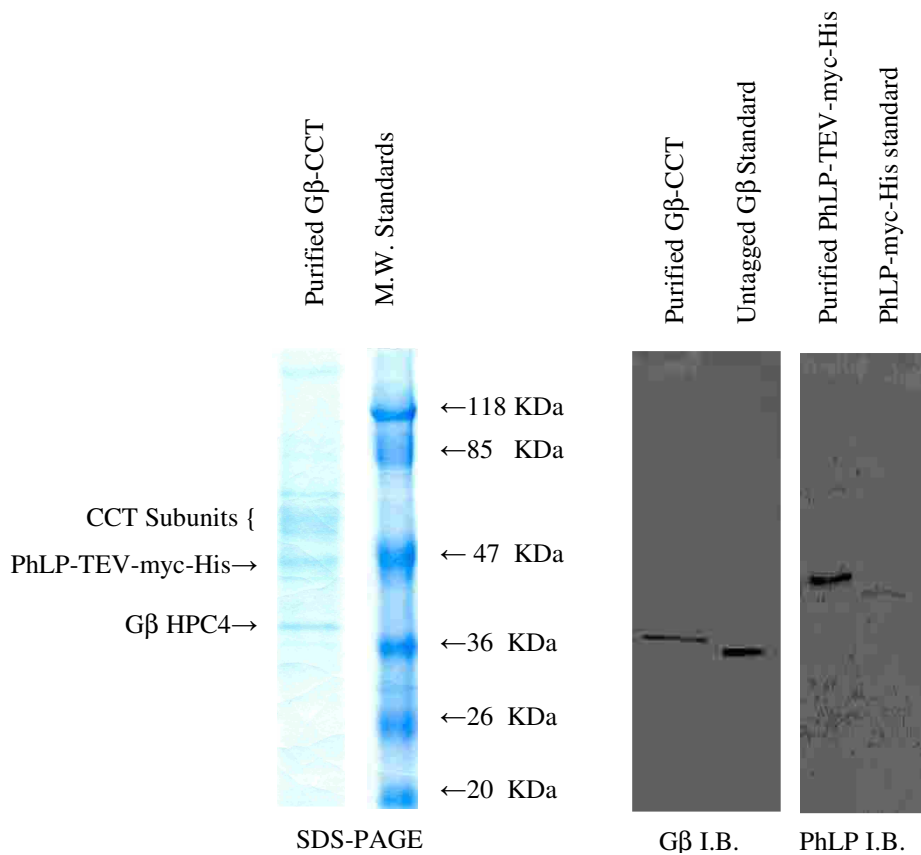 Purified Gβ-CCT
M.W. Standards
Purified Gβ-CCT
Untagged Gβ Standard
Purified PhLP-TEV-myc-His
PhLP-myc-His standard
←118 KDa
←85 KDa
CCT Subunits {
← 47 KDa
PhLP-TEV-myc-His→
Gβ HPC4→
←36 KDa
←26 KDa
←20 KDa
SDS-PAGE
Gβ I.B.
PhLP I.B.